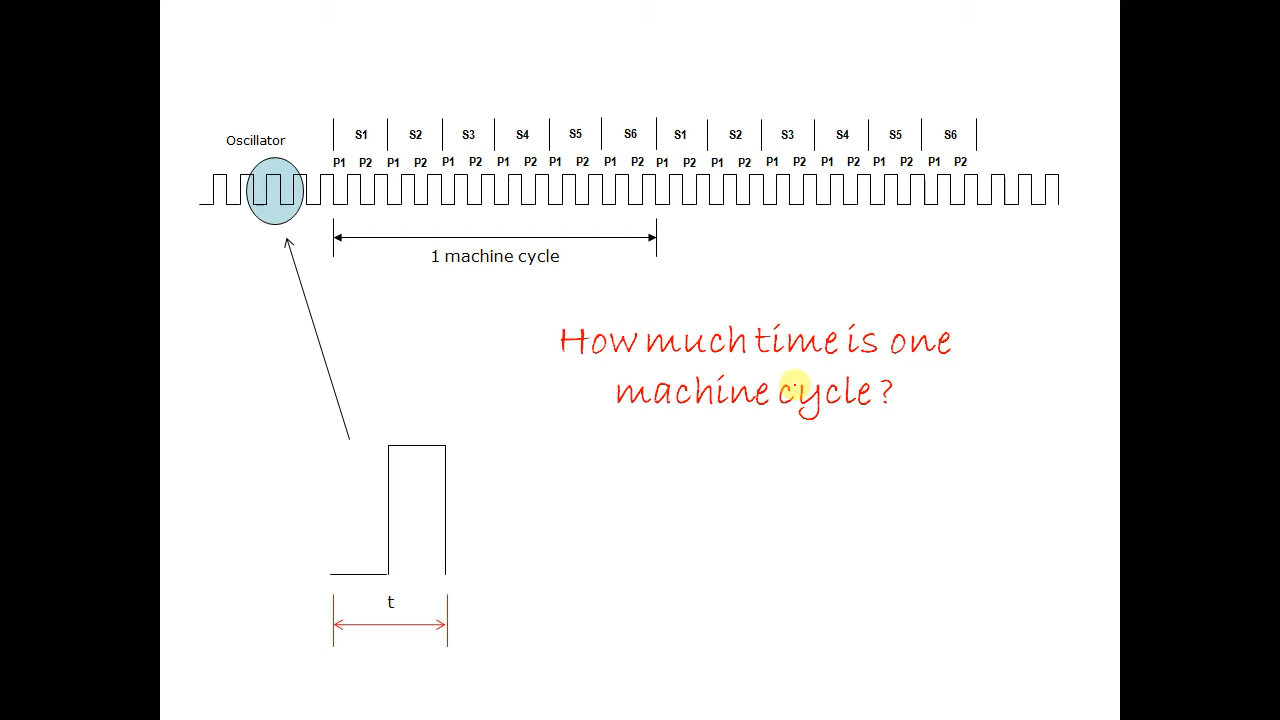 Oscillator
S1 S2 S3 S4 S5 S6 S1 S2 S3 S4 S5 S6
P1 P2 P1 P2 P1 P2 P1 P2 P1 P2 P1 P2 P1 P2 P1 P2 P1 P2 P1 P2 P1 P2 P1 P2
1 machine cycle
How much time is one
machine cycle ?
t